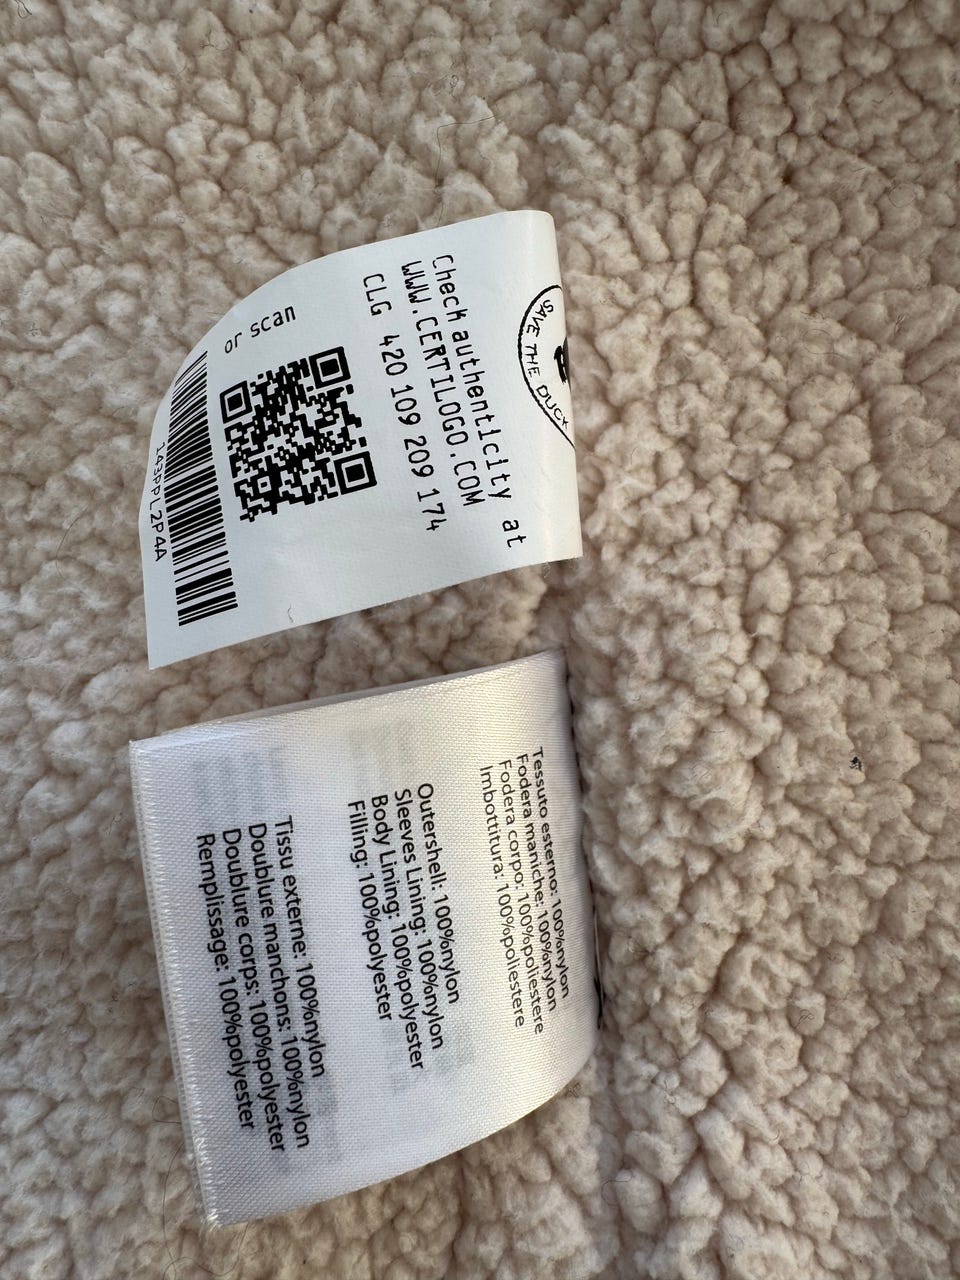 SAVE THE DUCK
Check authenticity at
WWW.CERTILOGO.COM
CLG 420 109 209 174
or scan
Tessuto esterno: 100%nylon
Fodera maniche: 100%nylon
Fodera corpo: 100%poliestere
Imbottitura: 100%poliestere
Outershell: 100%nylon
Sleeves Lining: 100%nylon
Body Lining: 100%polyester
Filling: 100%polyester
Tissu externe: 100%nylon
Doublure manchons: 100%nylon
Doublure corps: 100%polyester
Remplissage: 100%polyester